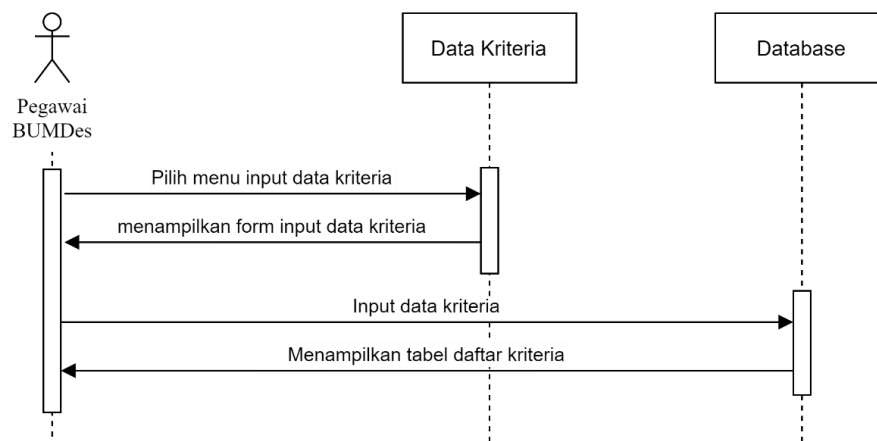 Data Kriteria
Database
Pegawai
BUMDes
Pilih menu input data kriteria
menampilkan form input data kriteria
Input data kriteria
Menampilkan tabel daftar kriteria